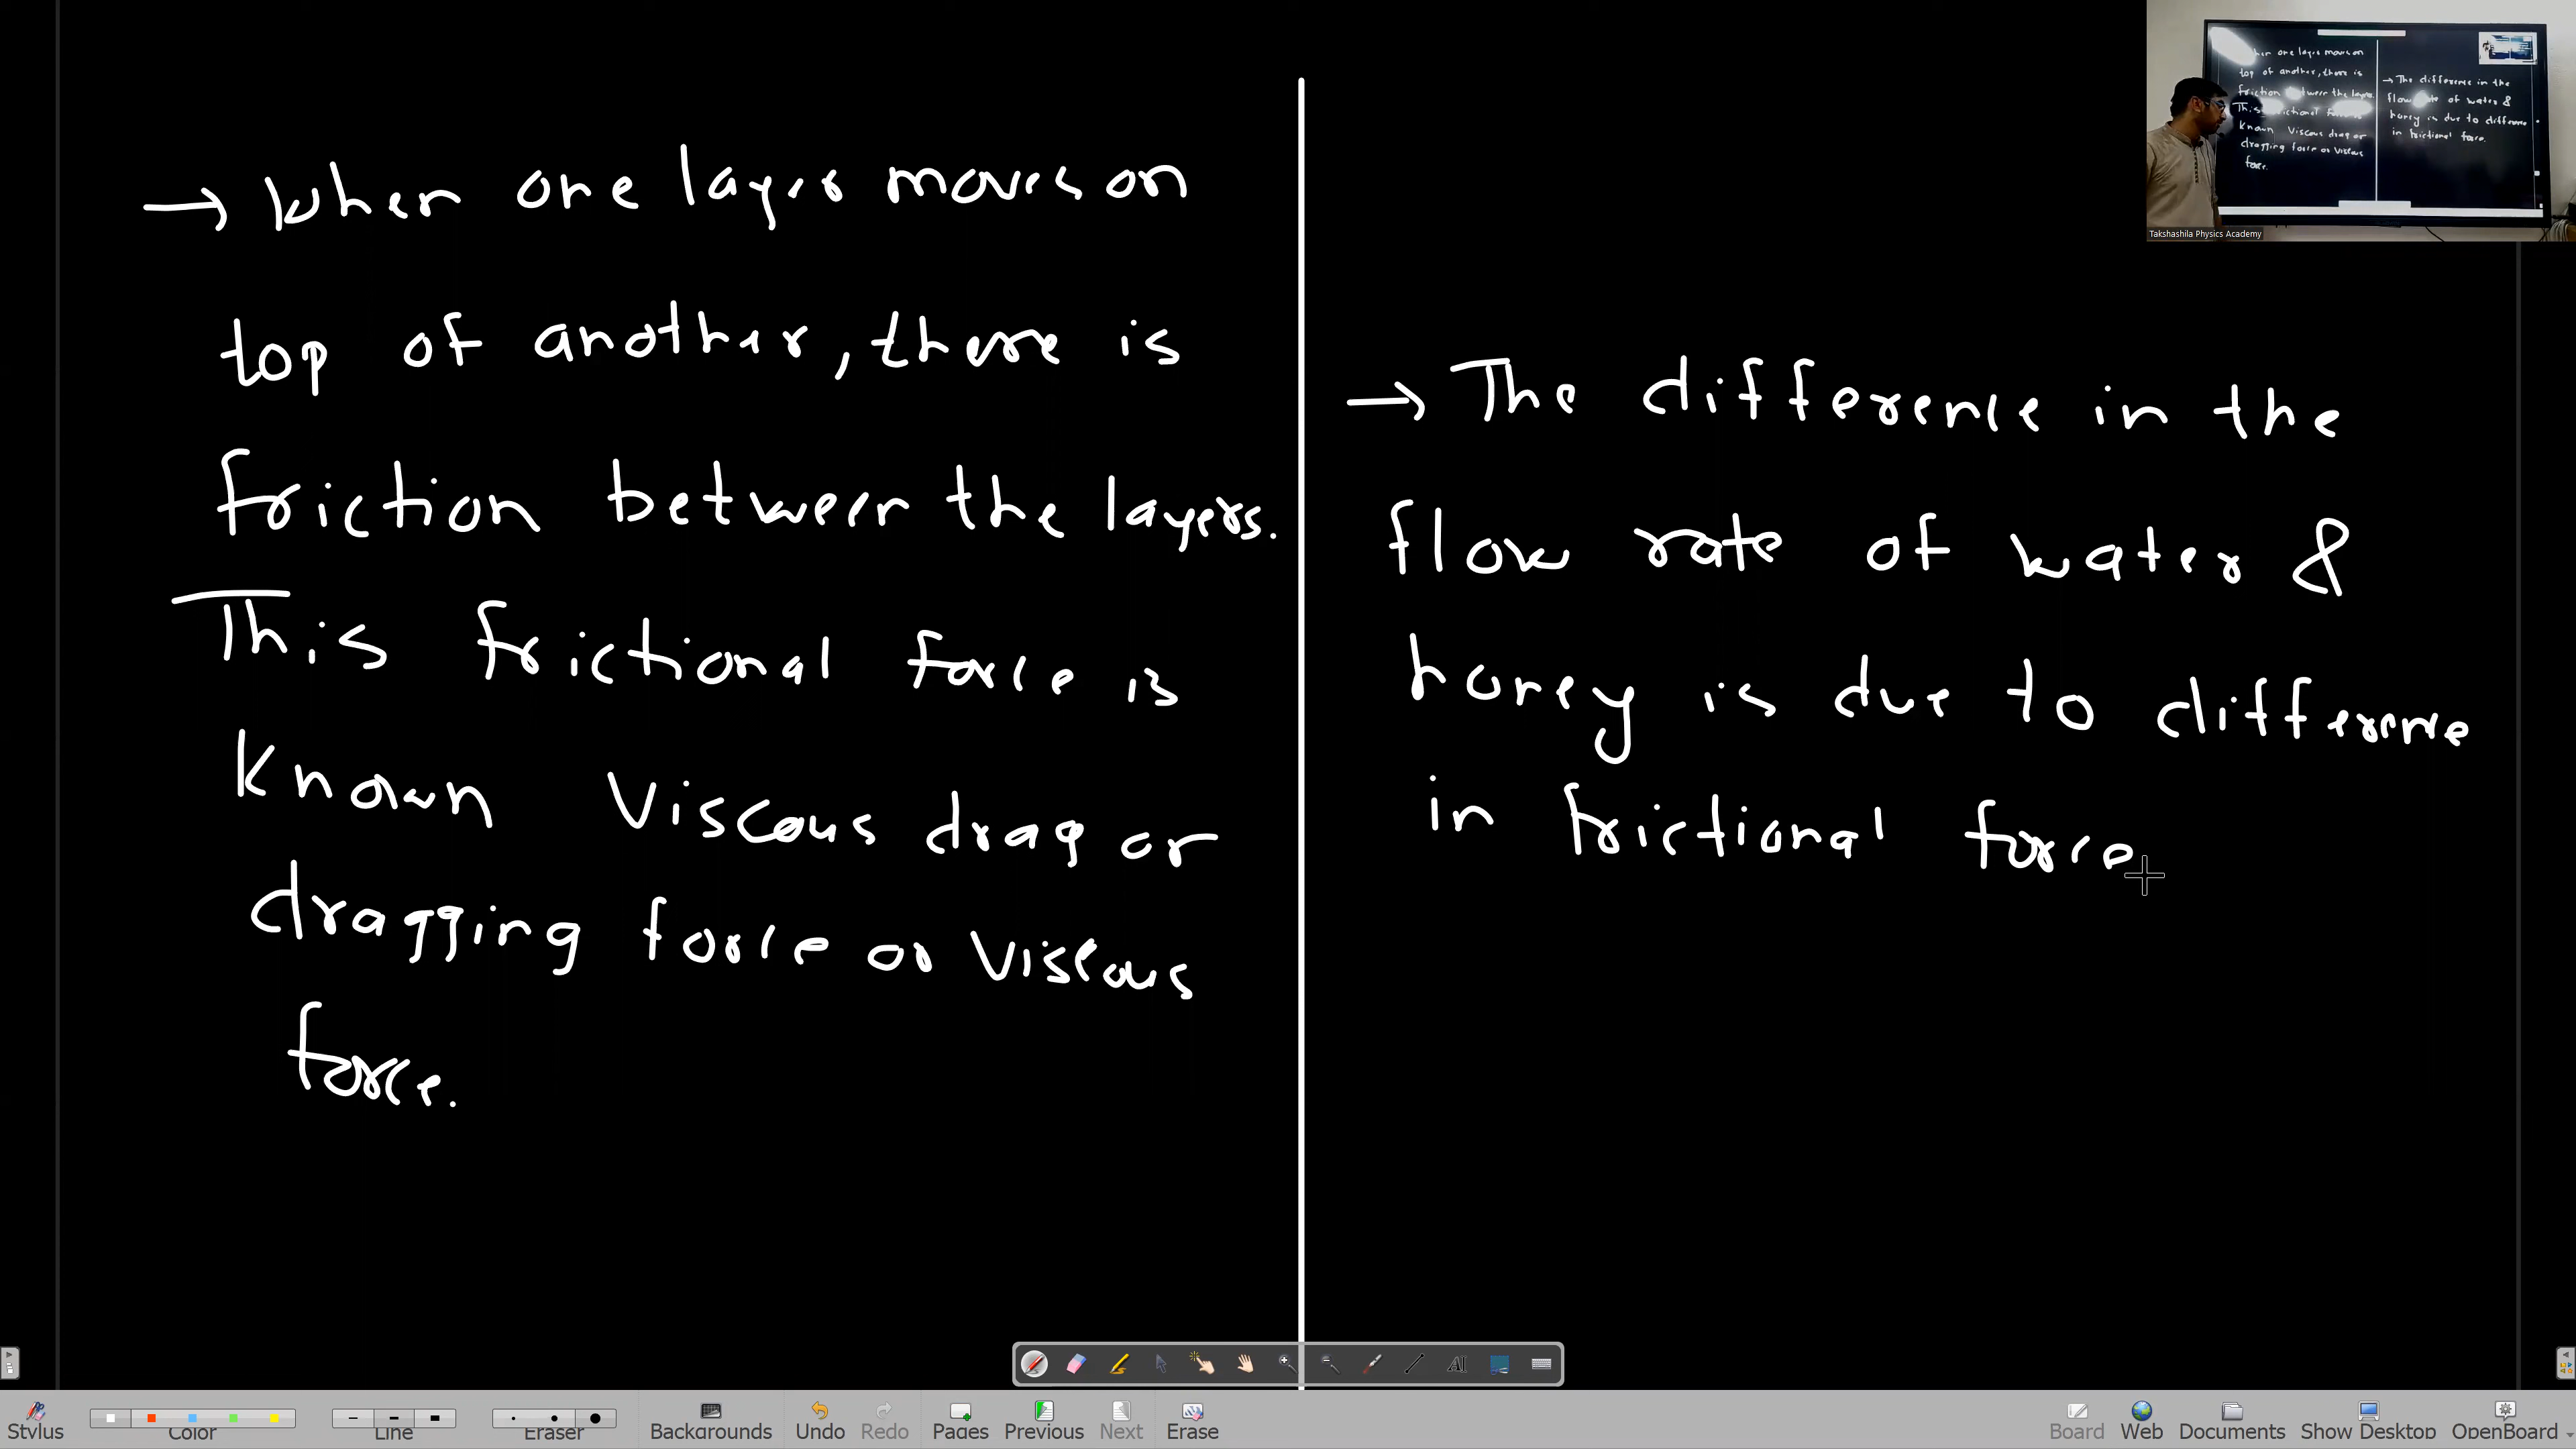 → When one layer moves on
top of another, there is
friction between the layers.
This frictional force is
known viscous drag or
dragging force or viscous
force.
→ The difference in the
flow rate of water &
honey is due to difference
in frictional force.
Takshashila Physics Academy
Stylus
Color
Line
Eraser
Backgrounds
Undo
Redo
Pages
Previous
Next
Erase
Board
Web
Documents
Show Desktop
OpenBoard